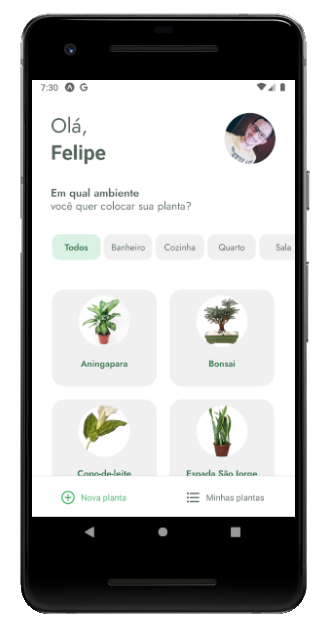 7:30 G
Olá,
Felipe
Em qual ambiente
você quer colocar sua planta?
Todos Banheiro Cozinha Quarto Sala
Aningapara Bonsai
Copo-de-leite Espada São Jorge
Nova planta Minhas plantas